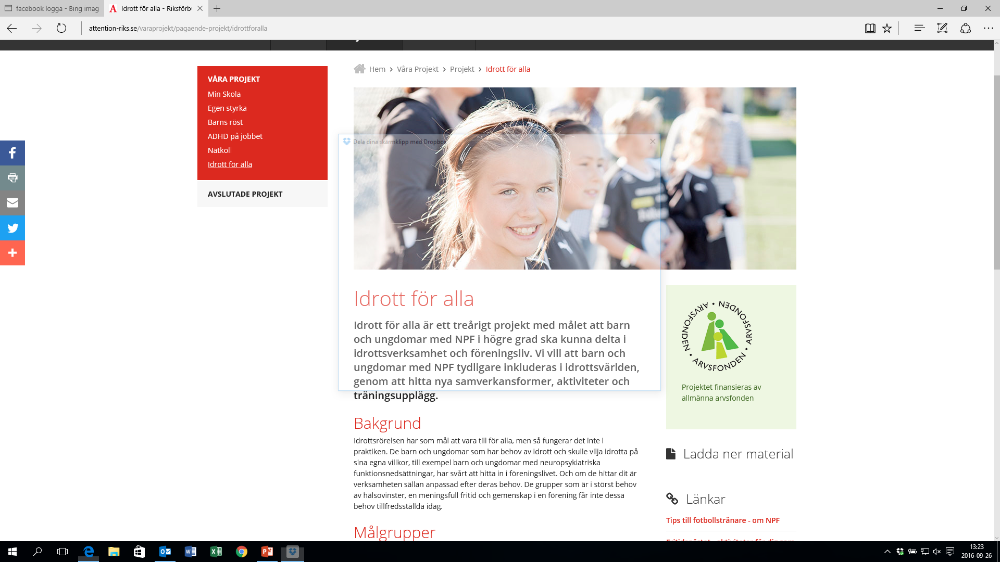 facebook logga - Bing imag
Idrott för alla - Riksförb
attention-riks.se/varaprojekt/pagaende-projekt/idrottforalla
Hem > Våra Projekt > Projekt > Idrott för alla
VÅRA PROJEKT
Min Skola
Egen styrka
Barns röst
ADHD på jobbet
Nätkoll
Idrott för alla
AVSLUTADE PROJEKT
Dela dina skärmklipp med Dropbox
Idrott för alla
Idrott för alla är ett treårigt projekt med målet att barn
och ungdomar med NPF i högre grad ska kunna delta i
idrottsverksamhet och föreningsliv. Vi vill att barn och
ungdomar med NPF tydligare inkluderas i idrottsvärlden,
genom att hitta nya samverkansformer, aktiviteter och
träningsupplägg.
Bakgrund
Idrottsrörelsen har som mål att vara till för alla, men så fungerar det inte i
praktiken. De barn och ungdomar som har behov av idrott och skulle vilja idrotta på
sina egna villkor, till exempel barn och ungdomar med neuropsykiatriska
funktionsnedsättningar, har svårt att hitta in i föreningslivet. Och om de hittar dit är
verksamheten sällan anpassad efter deras behov. De grupper som är i störst behov
av hälsovinster, en meningsfull fritid och gemenskap i en förening får inte dessa
behov tillfredsställda idag.
Målgrupper
ARVSFONDEN • ARVSFONDEN • ARVSFONDEN •
Projektet finansieras av
allmänna arvsfonden
Ladda ner material
Länkar
Tips till fotbollstränare - om NPF
13:23
2016-09-26